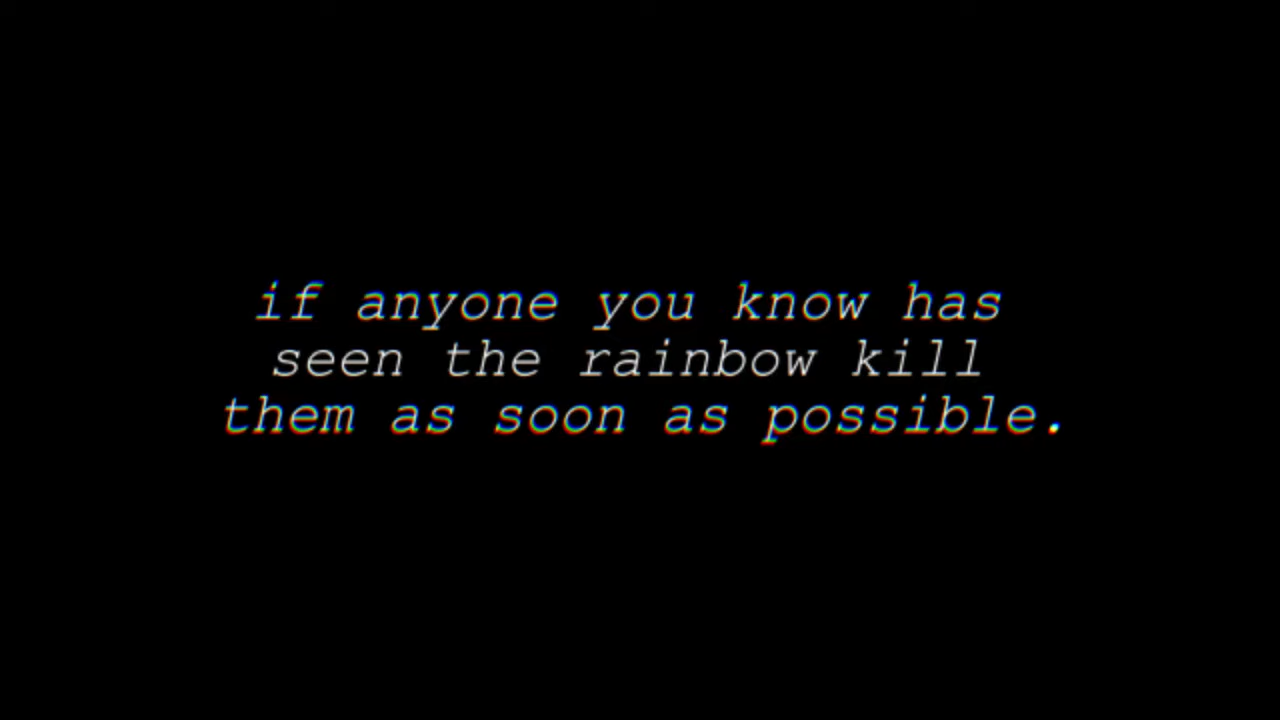 if anyone you know has
seen the rainbow kill
them as soon as possible.